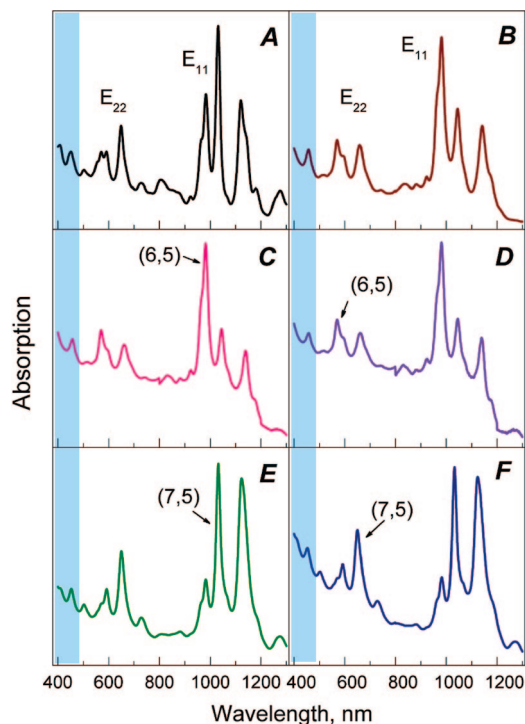 A
E11
E22
B
E11
E22
C
(6,5)
D
(6,5)
E
(7,5)
F
(7,5)
Absorption
400 600 800 1000 1200
400 600 800 1000 1200
Wavelength, nm